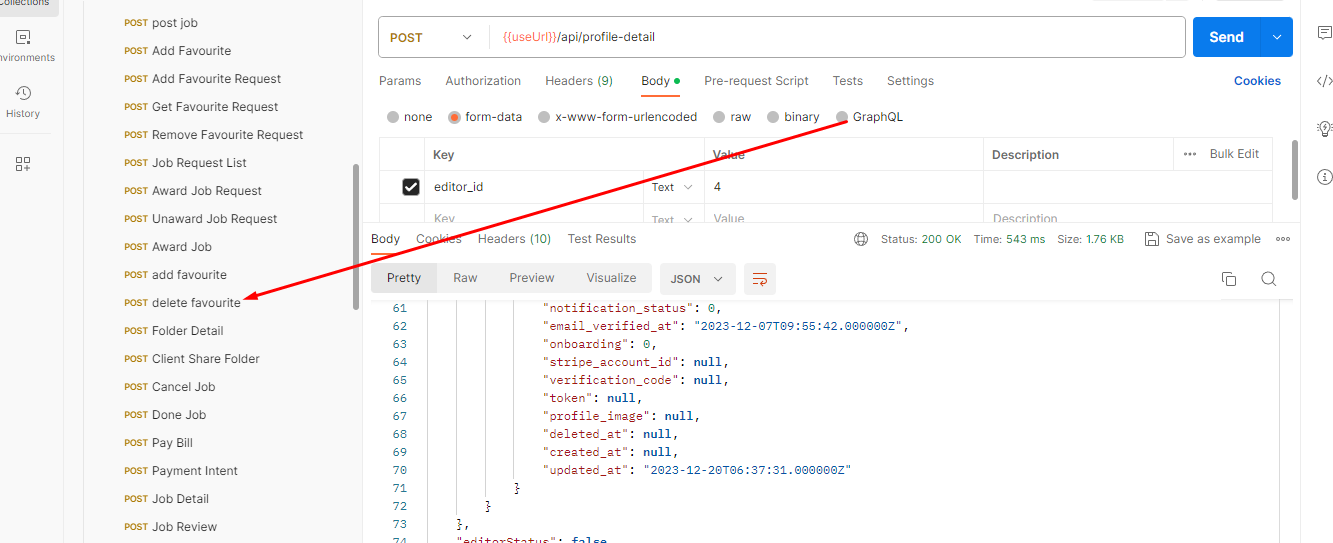 Collections
nvironments
History
POST post job
POST Add Favourite
POST Add Favourite Request
POST Get Favourite Request
POST Remove Favourite Request
POST Job Request List
POST Award Job Request
POST Unaward Job Request
POST Award Job
POST add favourite
POST delete favourite
POST Folder Detail
POST Client Share Folder
POST Cancel Job
POST Done Job
POST Pay Bill
POST Payment Intent
POST Job Detail
POST Job Review
POST {{useUrl}}/api/profile-detail Send
Params Authorization Headers (9) Body Pre-request Script Tests Settings Cookies
none form-data x-www-form-urlencoded raw binary GraphQL
Key Value Description Bulk Edit
editor_id Text 4
Key Text Value Description
Body Cookies Headers (10) Test Results Status: 200 OK Time: 543 ms Size: 1.76 KB Save as example
Pretty Raw Preview Visualize JSON
61 "notification_status": 0,
62 "email_verified_at": "2023-12-07T09:55:42.000000Z",
63 "onboarding": 0,
64 "stripe_account_id": null,
65 "verification_code": null,
66 "token": null,
67 "profile_image": null,
68 "deleted_at": null,
69 "created_at": null,
70 "updated_at": "2023-12-20T06:37:31.000000Z"
71 }
72 }
73 },
74 "editorStatus": false